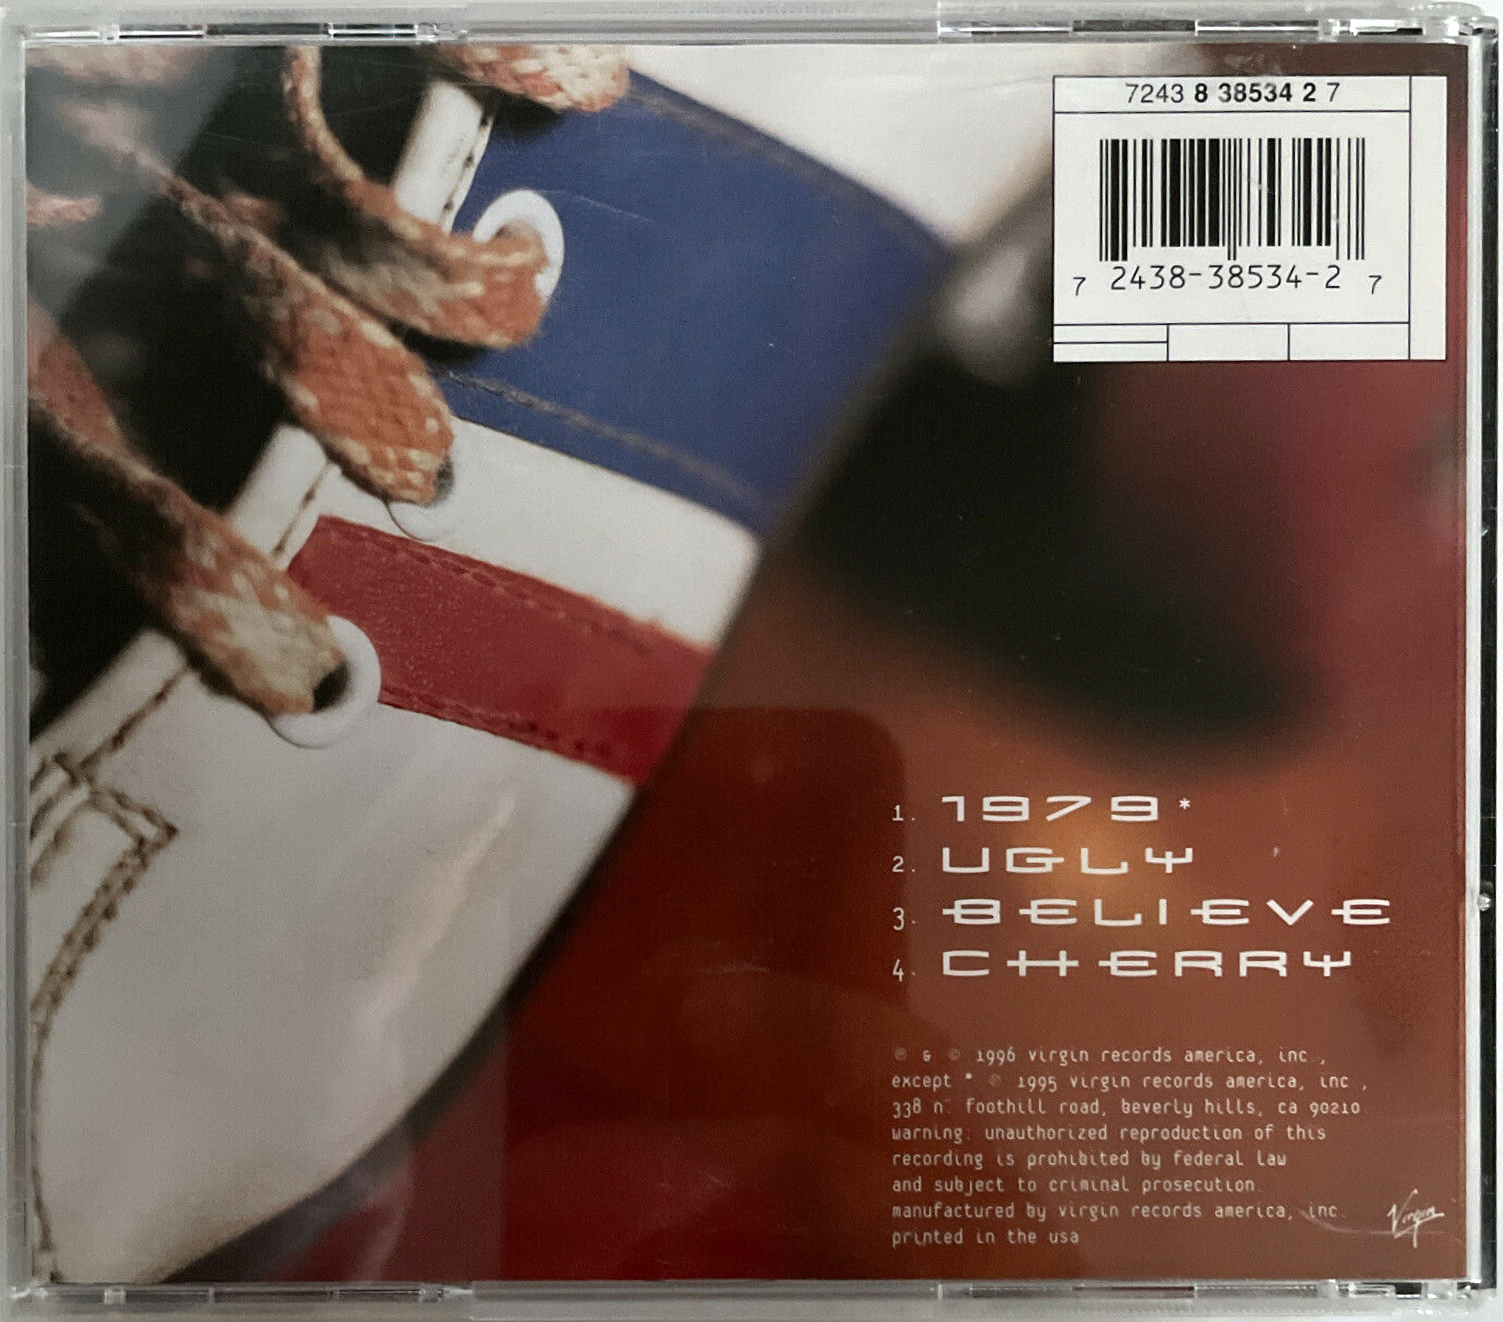 7243 8 38534 2 7
7 2438-38534-2 7
1. 1979*
2. UGLY
3. BELIEVE
4. CHERRY
℗ & © 1996 virgin records america, inc.,
except * ℗ 1995 virgin records america, inc.,
338 n. foothill road, beverly hills, ca 90210
warning: unauthorized reproduction of this
recording is prohibited by federal law
and subject to criminal prosecution.
manufactured by virgin records america, inc.
printed in the usa
Virgin